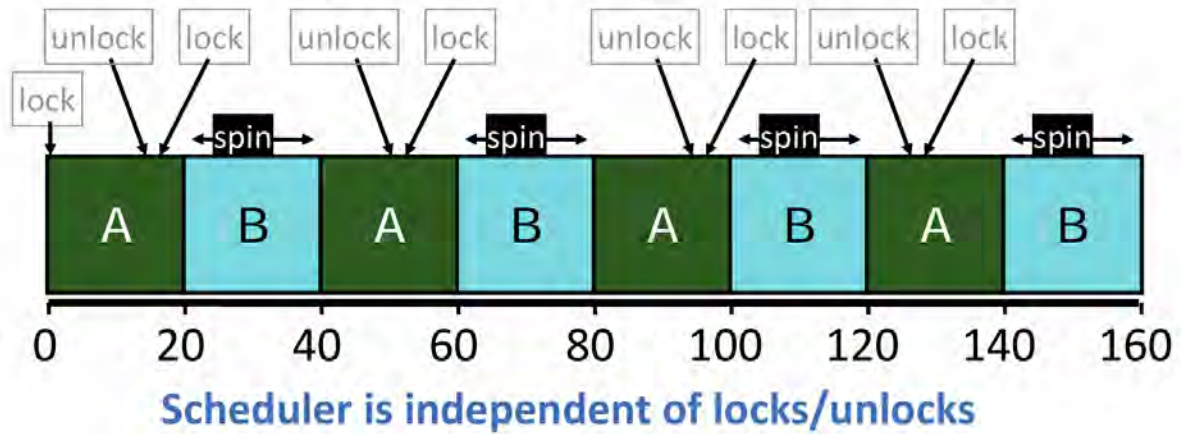 unlock lock unlock lock unlock lock unlock lock
lock
spin spin spin spin
A B A B A B A B
0 20 40 60 80 100 120 140 160
Scheduler is independent of locks/unlocks